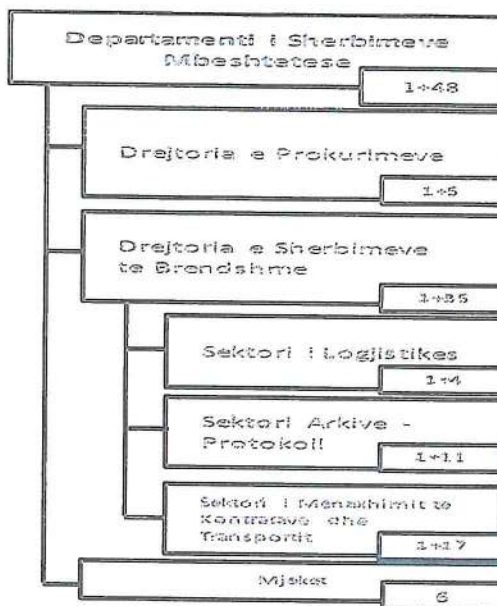 Departamenti i Sherbimeve
Mbeshtetese
1+48
Drejtoria e Prokurimeve
1+5
Drejtoria e Sherbimeve
te Brendshme
1+35
Sektori i Logjistikes
1+4
Sektori Arkive -
Protokoll
1+11
Sektori i Menaxhimit te
Kontratave dhe
Transportit
1+17
Mjeket
6